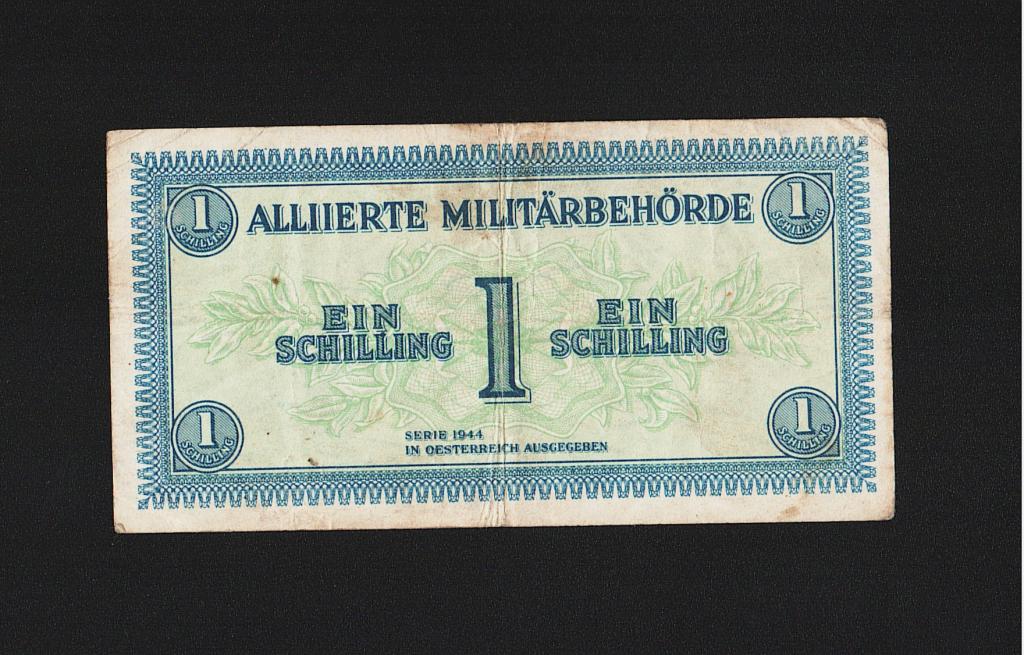 1 SCHILLING
ALLIIERTE MILITÄRBEHÖRDE
1 SCHILLING
EIN
SCHILLING
1
EIN
SCHILLING
1 SCHILLING
SERIE 1944
IN OESTERREICH AUSGEGEBEN
1 SCHILLING